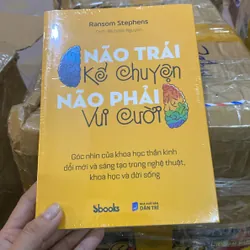 Ransom Stephens
NÃO TRÁI
Kể Chuyện
NÃO PHẢI
Vui Cười
Góc nhìn của khoa học thần kinh
đổi mới và sáng tạo trong nghệ thuật,
khoa học và đời sống
Sbooks
DÂN TRÍ